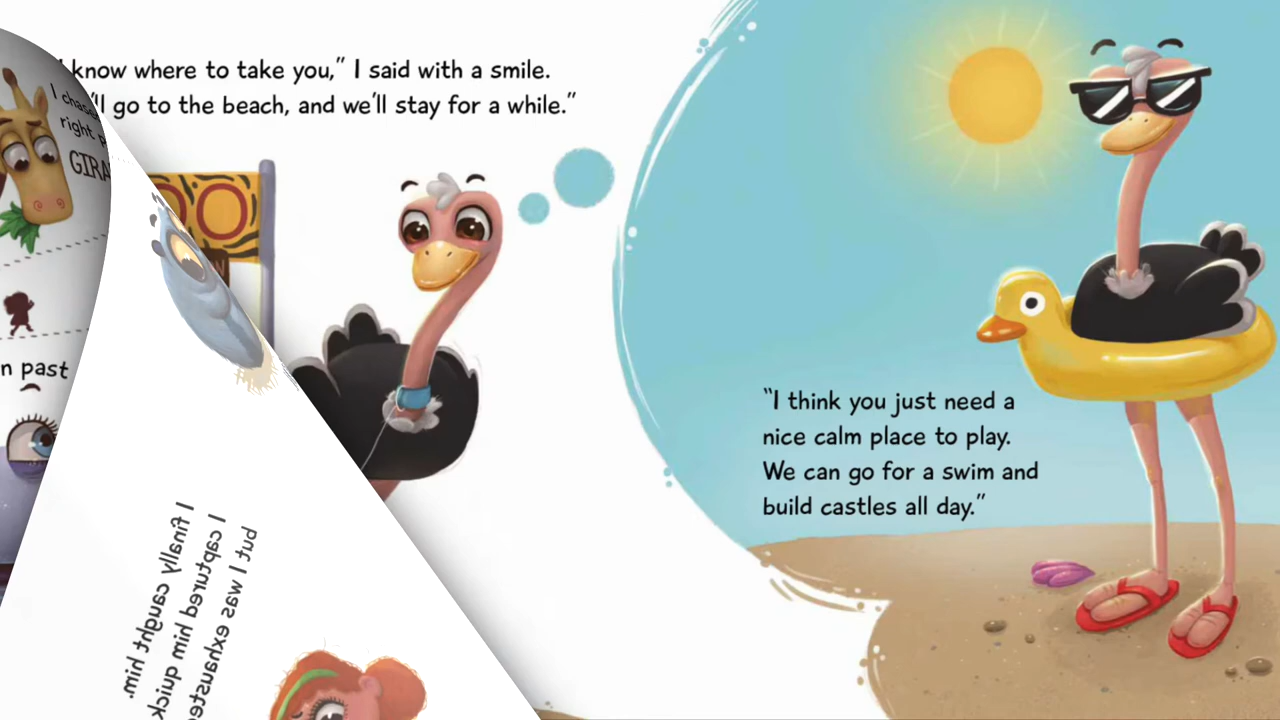 know where to take you,” I said with a smile.
'll go to the beach, and we'll stay for a while.”
I chase
right p
GIRA
n past
“I think you just need a
nice calm place to play.
We can go for a swim and
build castles all day.”
I finally caught him.
I captured him quick
but I was exhauste